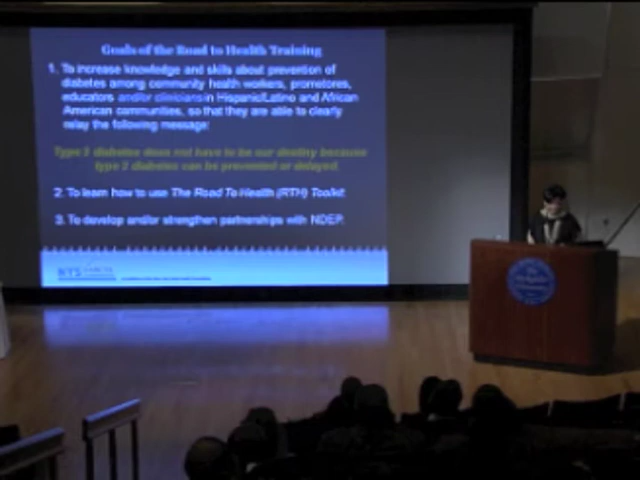 Goals of the Road to Health Training
1. To increase knowledge and skills about prevention of
diabetes among community health workers, promotores,
educators and/or clinicians in Hispanic/Latino and African
American communities, so that they are able to clearly
relay the following message:
Type 2 diabetes does not have to be our destiny because
type 2 diabetes can be prevented or delayed.
2. To learn how to use The Road To Health (RTH) Toolkit
3. To develop and/or strengthen partnerships with NDEP.